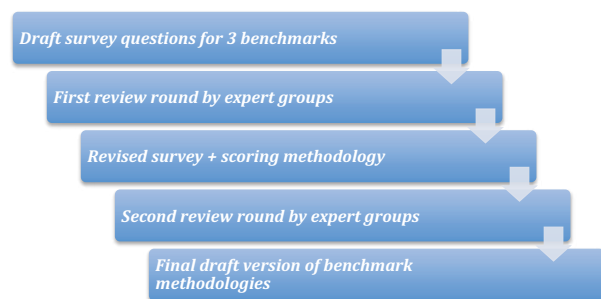 Draft survey questions for 3 benchmarks
First review round by expert groups
Revised survey + scoring methodology
Second review round by expert groups
Final draft version of benchmark
methodologies